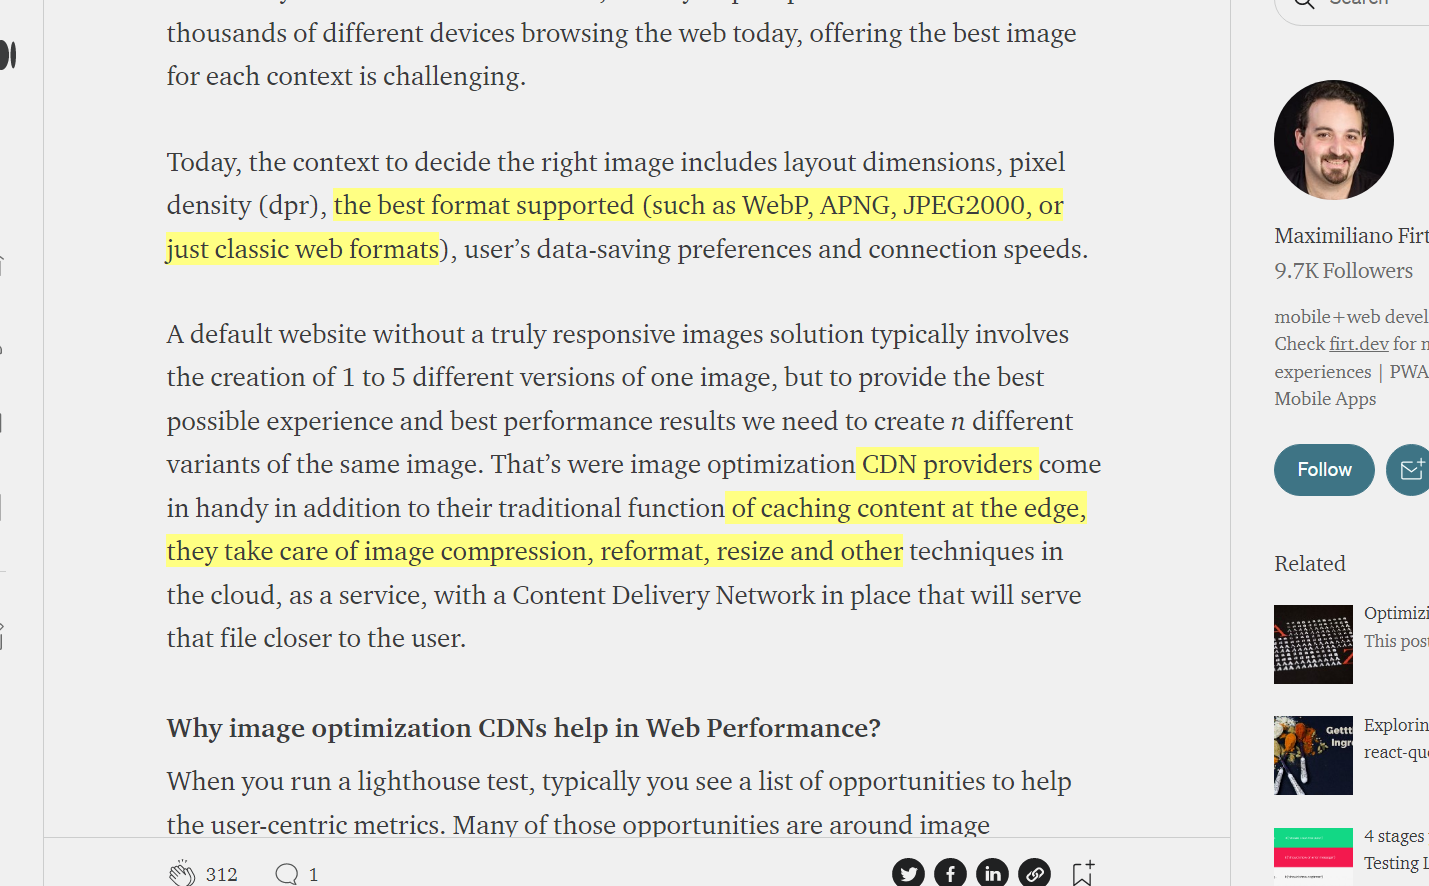 thousands of different devices browsing the web today, offering the best image
for each context is challenging.
Today, the context to decide the right image includes layout dimensions, pixel
density (dpr), the best format supported (such as WebP, APNG, JPEG2000, or
just classic web formats), user’s data-saving preferences and connection speeds.
A default website without a truly responsive images solution typically involves
the creation of 1 to 5 different versions of one image, but to provide the best
possible experience and best performance results we need to create n different
variants of the same image. That’s were image optimization CDN providers come
in handy in addition to their traditional function of caching content at the edge,
they take care of image compression, reformat, resize and other techniques in
the cloud, as a service, with a Content Delivery Network in place that will serve
that file closer to the user.
Why image optimization CDNs help in Web Performance?
When you run a lighthouse test, typically you see a list of opportunities to help
the user-centric metrics. Many of those opportunities are around image
312
1
Search
Maximiliano Firt
9.7K Followers
mobile+web devel
Check firt.dev for
experiences | PWA
Mobile Apps
Follow
Related
Optimizi
This pos
Explorin
react-qu
4 stages
Testing